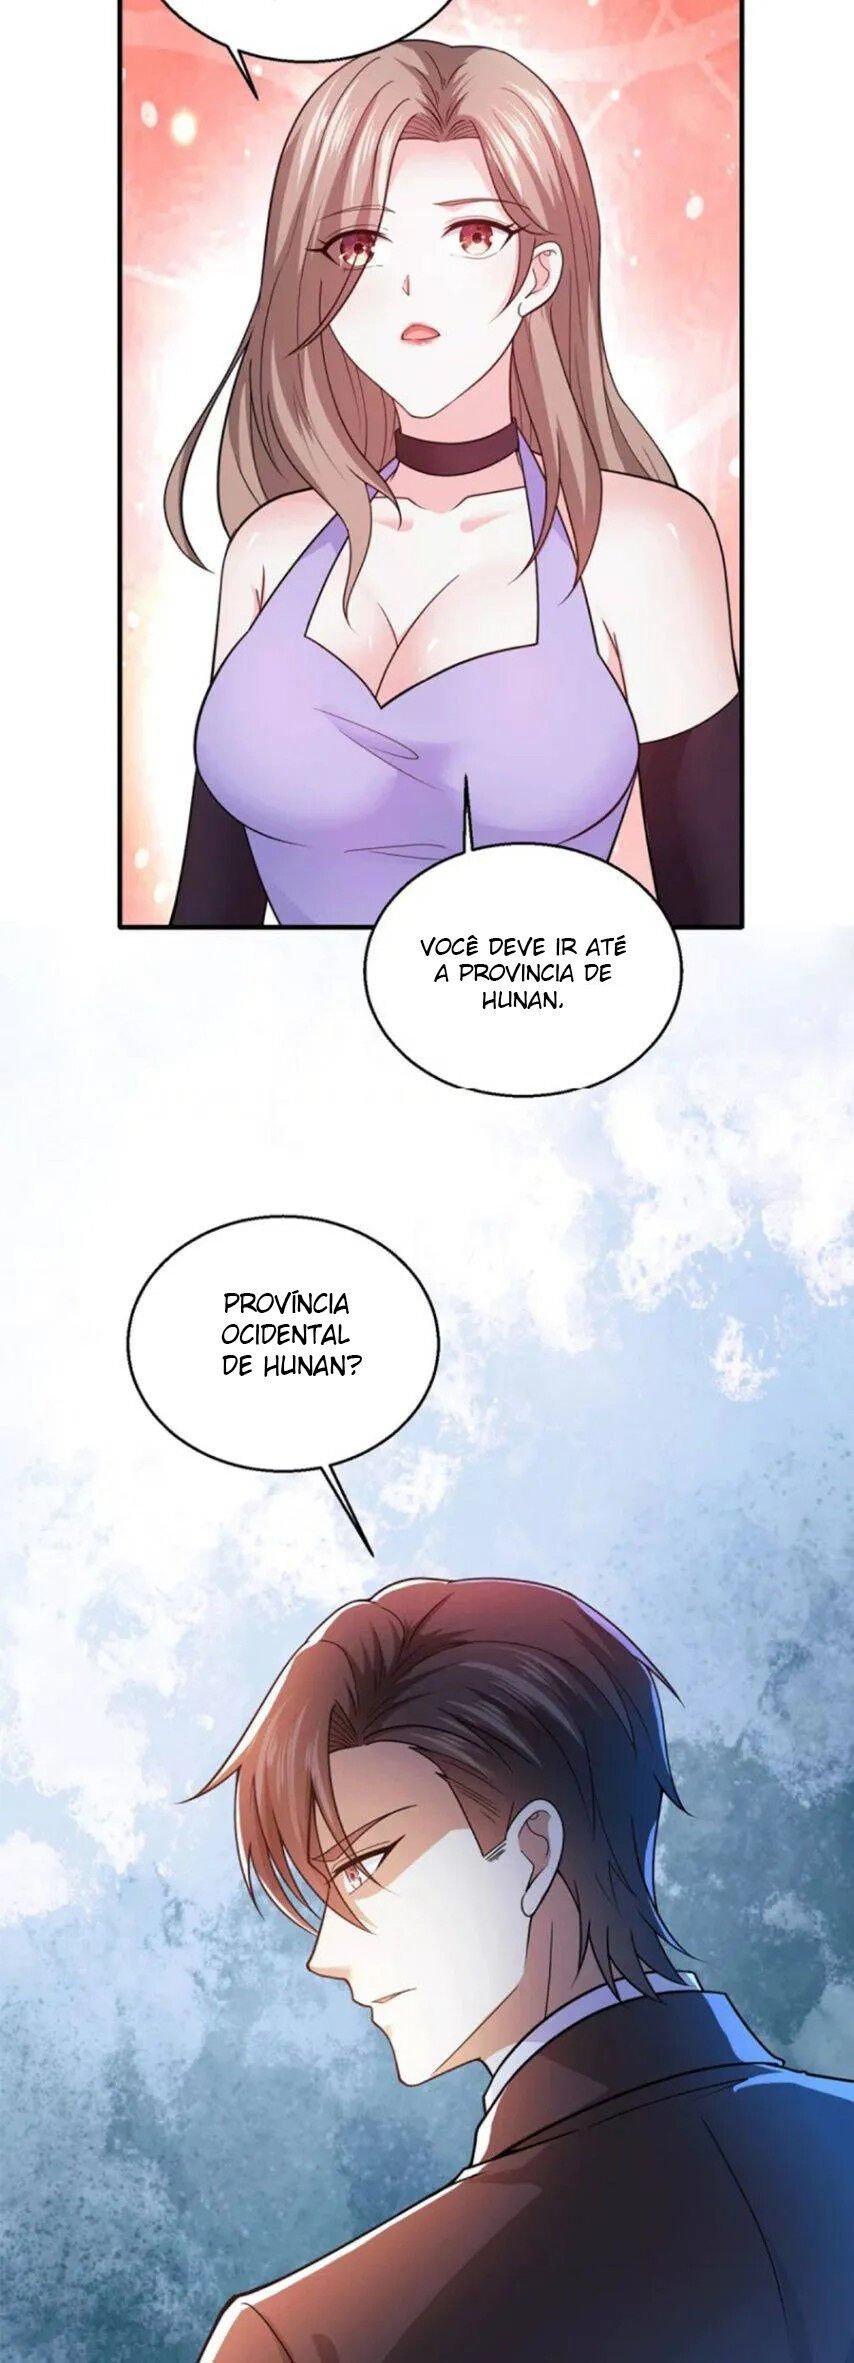 VOCÊ DEVE IR ATÉ
A PROVINCIA DE
HUNAN.
PROVÍNCIA
OCIDENTAL
DE HUNAN?